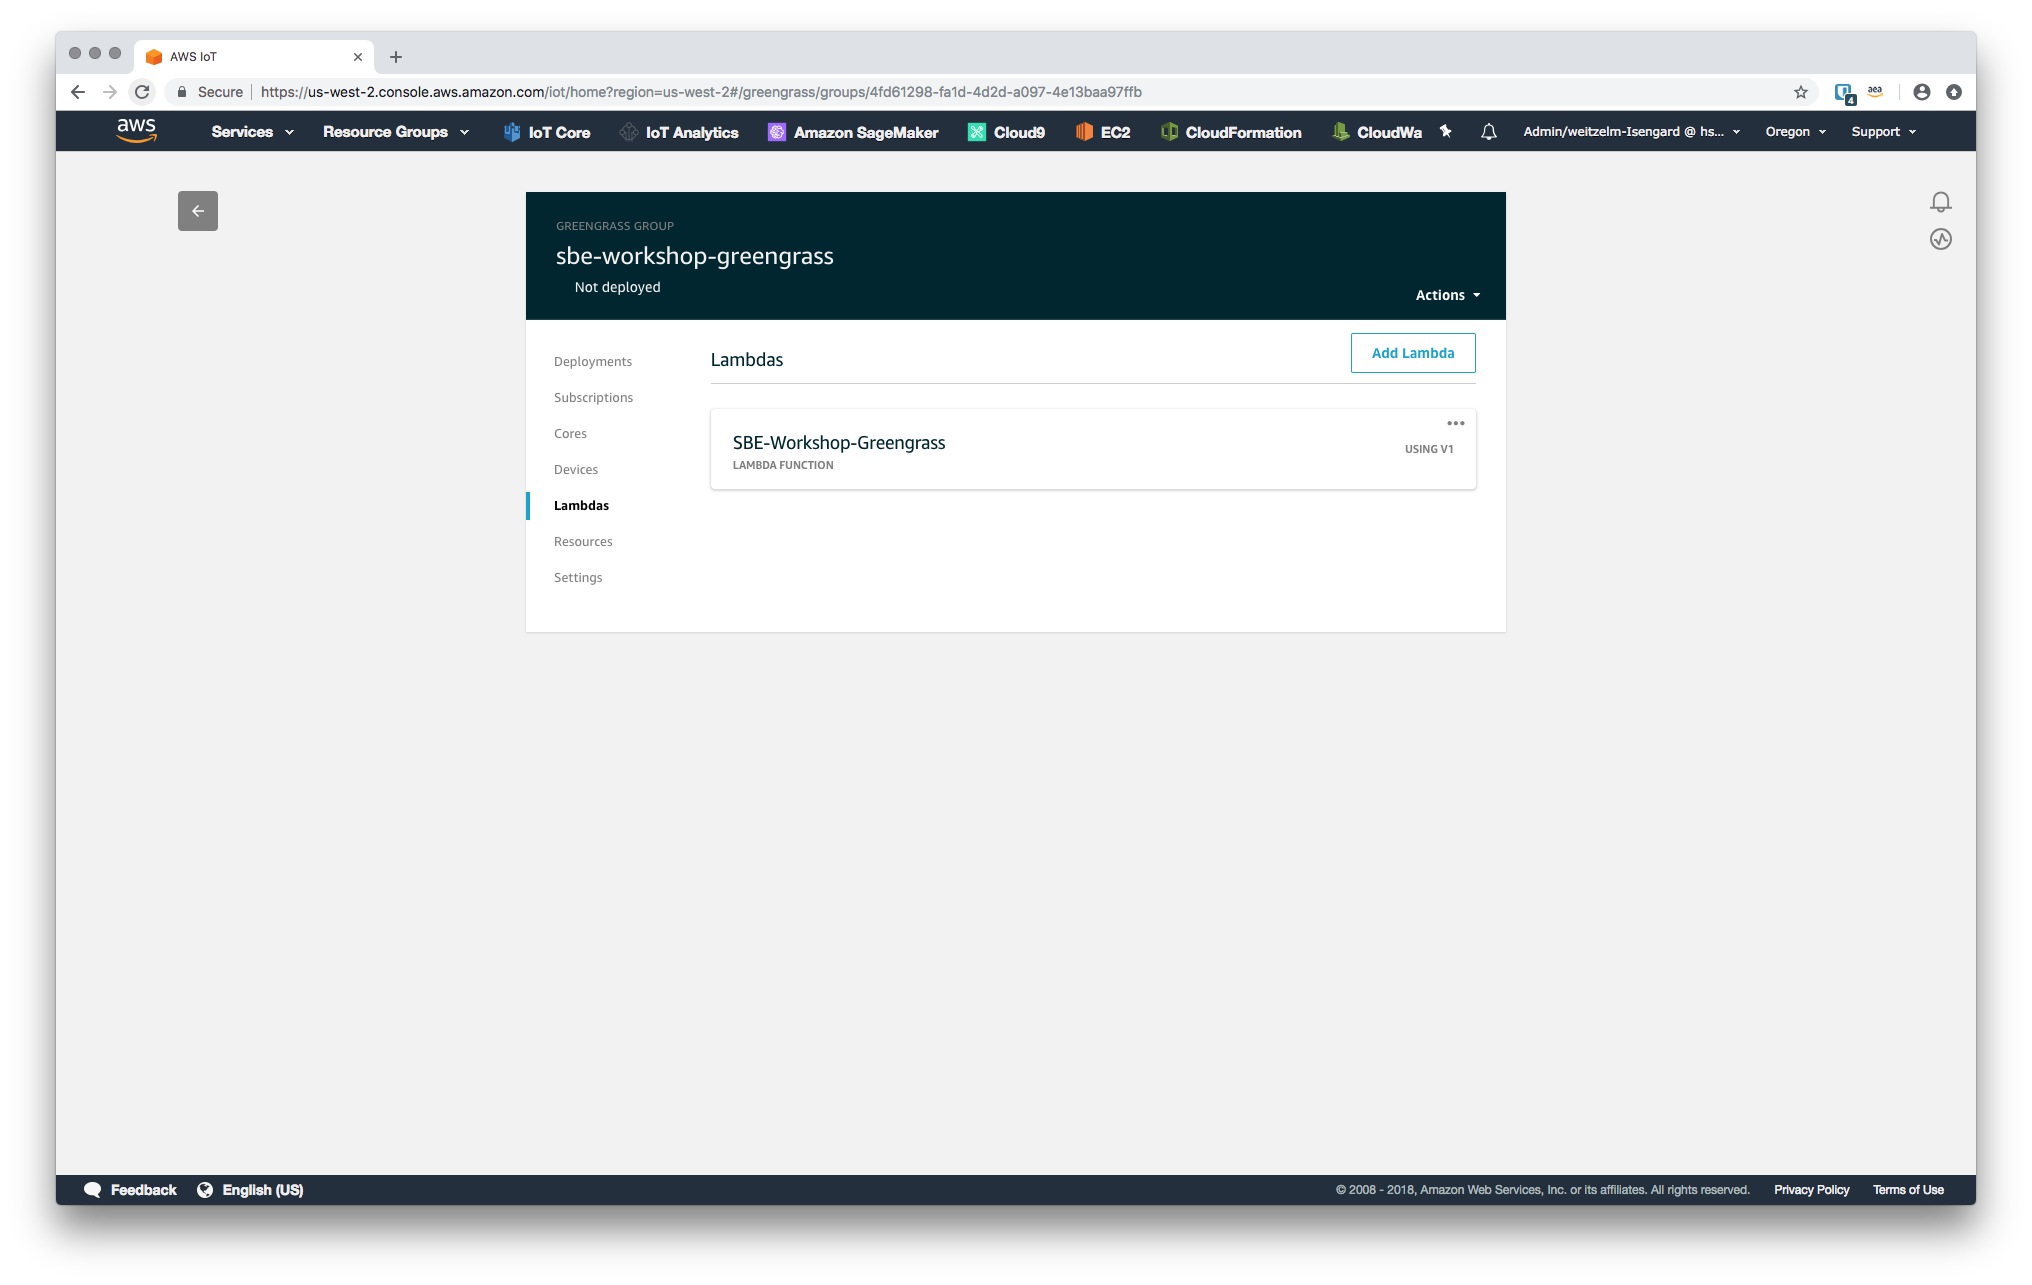 AWS IoT
Secure https://us-west-2.console.aws.amazon.com/iot/home?region=us-west-2#/greengrass/groups/4fd61298-fa1d-4d2d-a097-4e13baa97ffb
4 aea
aws Services Resource Groups IoT Core IoT Analytics Amazon SageMaker Cloud9 EC2 CloudFormation CloudWa Admin/weitzelm-Isengard @ hs... Oregon Support
GREENGRASS GROUP
sbe-workshop-greengrass
Not deployed
Actions
Deployments
Subscriptions
Cores
Devices
Lambdas
Resources
Settings
Lambdas
Add Lambda
SBE-Workshop-Greengrass
LAMBDA FUNCTION
USING V1
Feedback English (US) © 2008 - 2018, Amazon Web Services, Inc. or its affiliates. All rights reserved. Privacy Policy Terms of Use